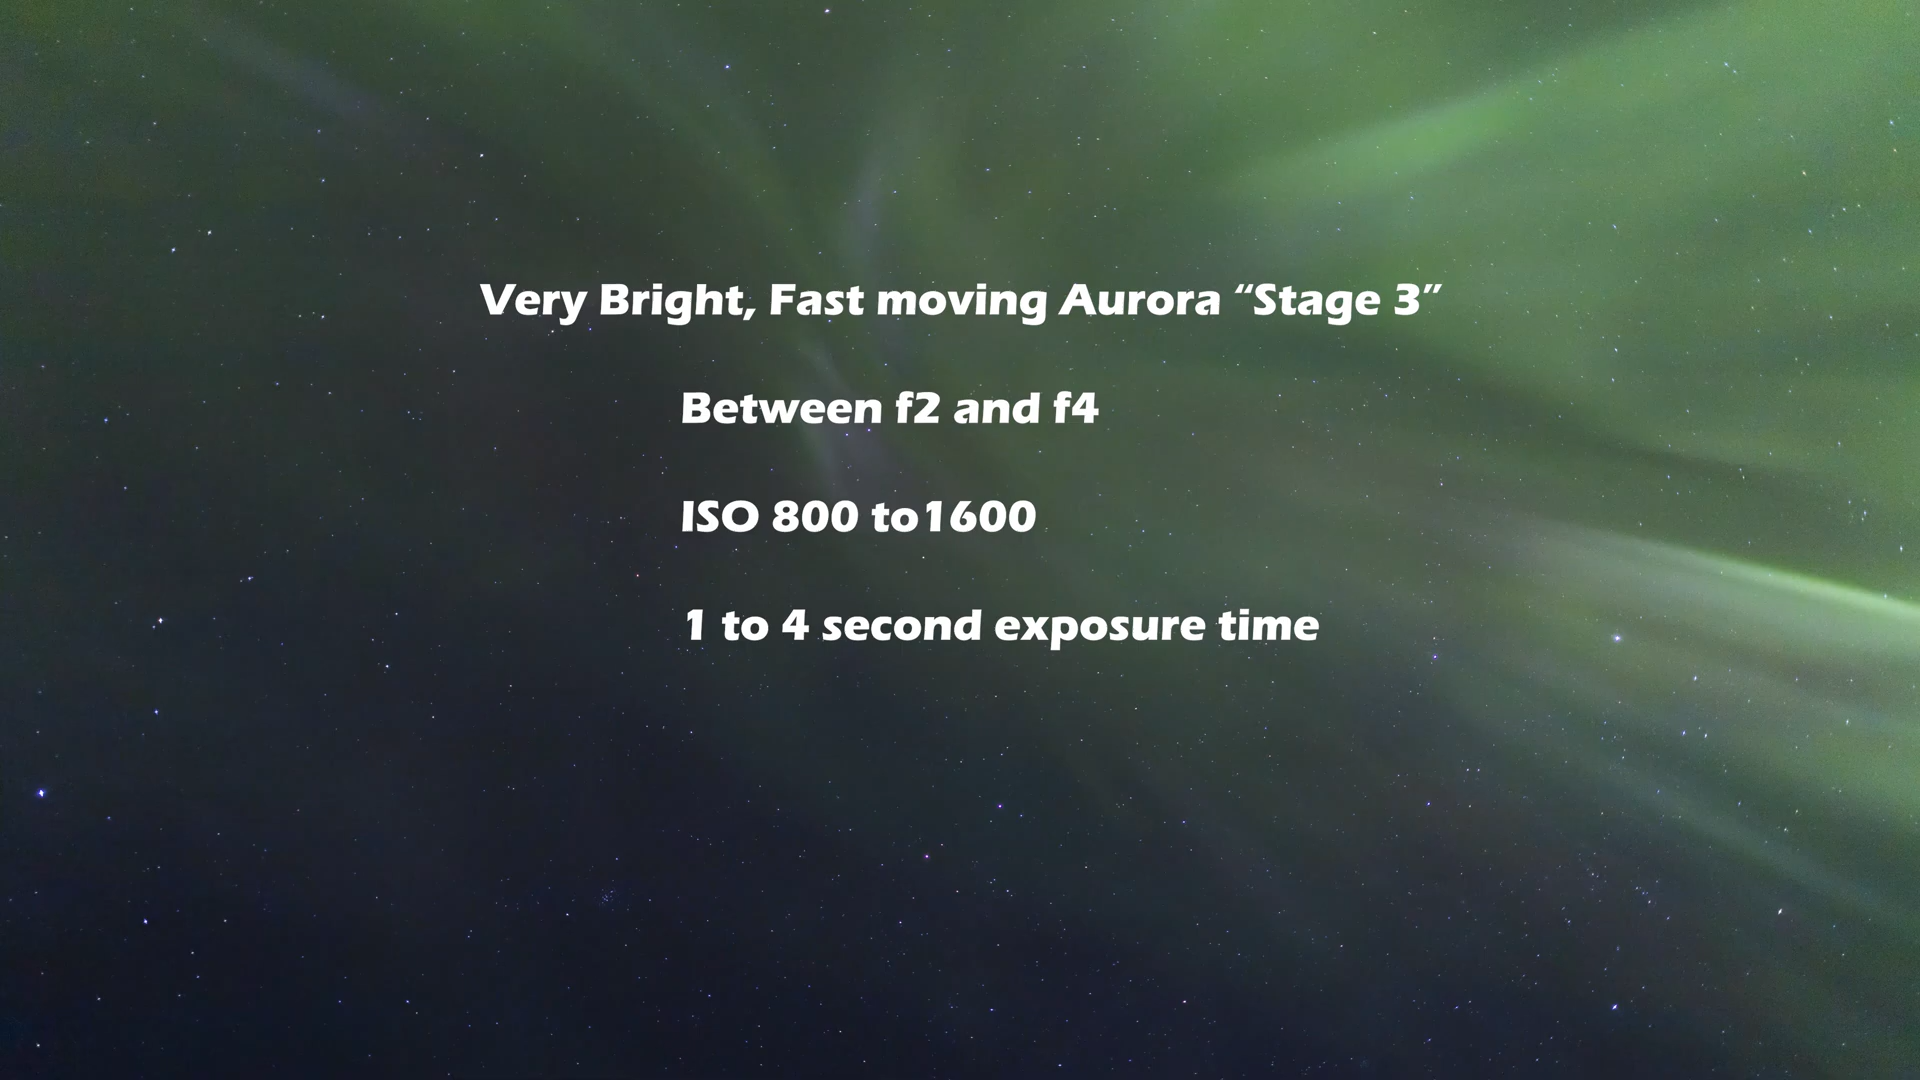 Very Bright, Fast moving Aurora “Stage 3”
Between f2 and f4
ISO 800 to1600
1 to 4 second exposure time